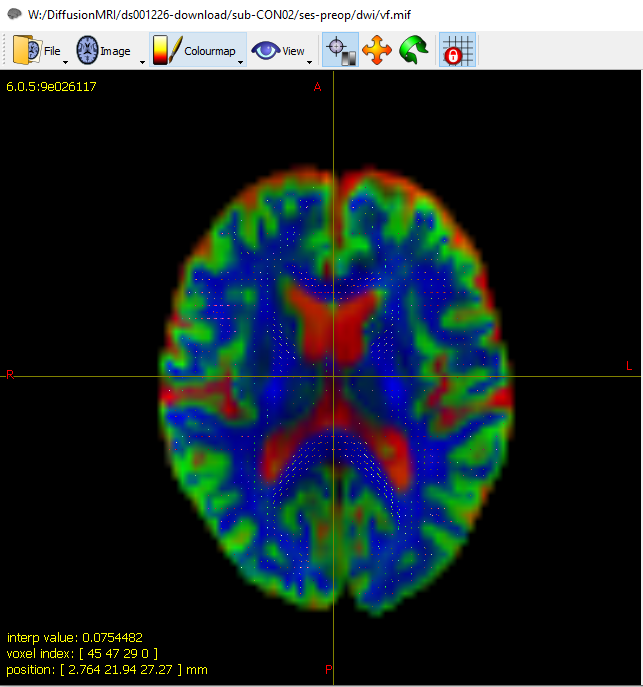 W:/DiffusionMRI/ds001226-download/sub-CON02/ses-preop/dwi/vf.mif
File Image Colourmap View
6.0.5:9e026117
A
R
L
interp value: 0.0754482
voxel index: [ 45 47 29 0 ]
position: [ 2.764 21.94 27.27 ] mm
P